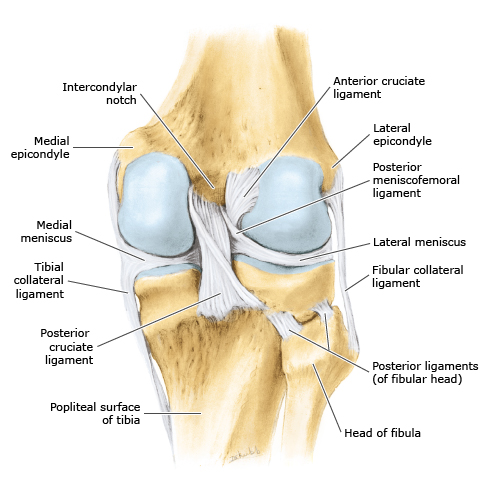 Intercondylar
notch
Medial
epicondyle
Medial
meniscus
Tibial
collateral
ligament
Posterior
cruciate
ligament
Popliteal surface
of tibia
Anterior cruciate
ligament
Lateral
epicondyle
Posterior
meniscofemoral
ligament
Lateral meniscus
Fibular collateral
ligament
Posterior ligaments
(of fibular head)
Head of fibula